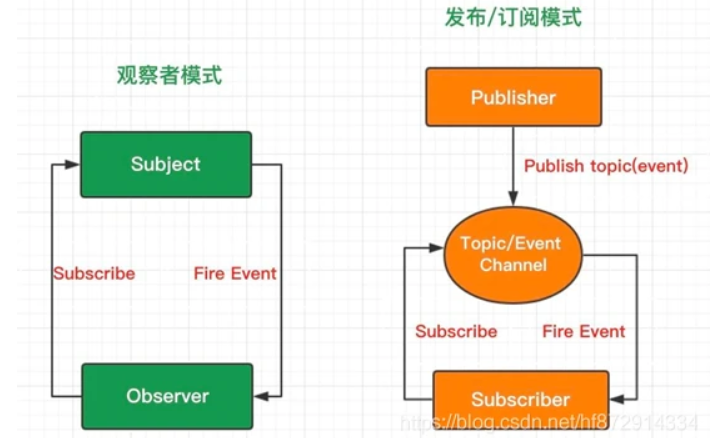 观察者模式
Subject
Subscribe
Fire Event
Observer
发布/订阅模式
Publisher
Publish topic(event)
Topic/Event
Channel
Subscribe
Fire Event
Subscriber
https://blog.csdn.net/hf872914334